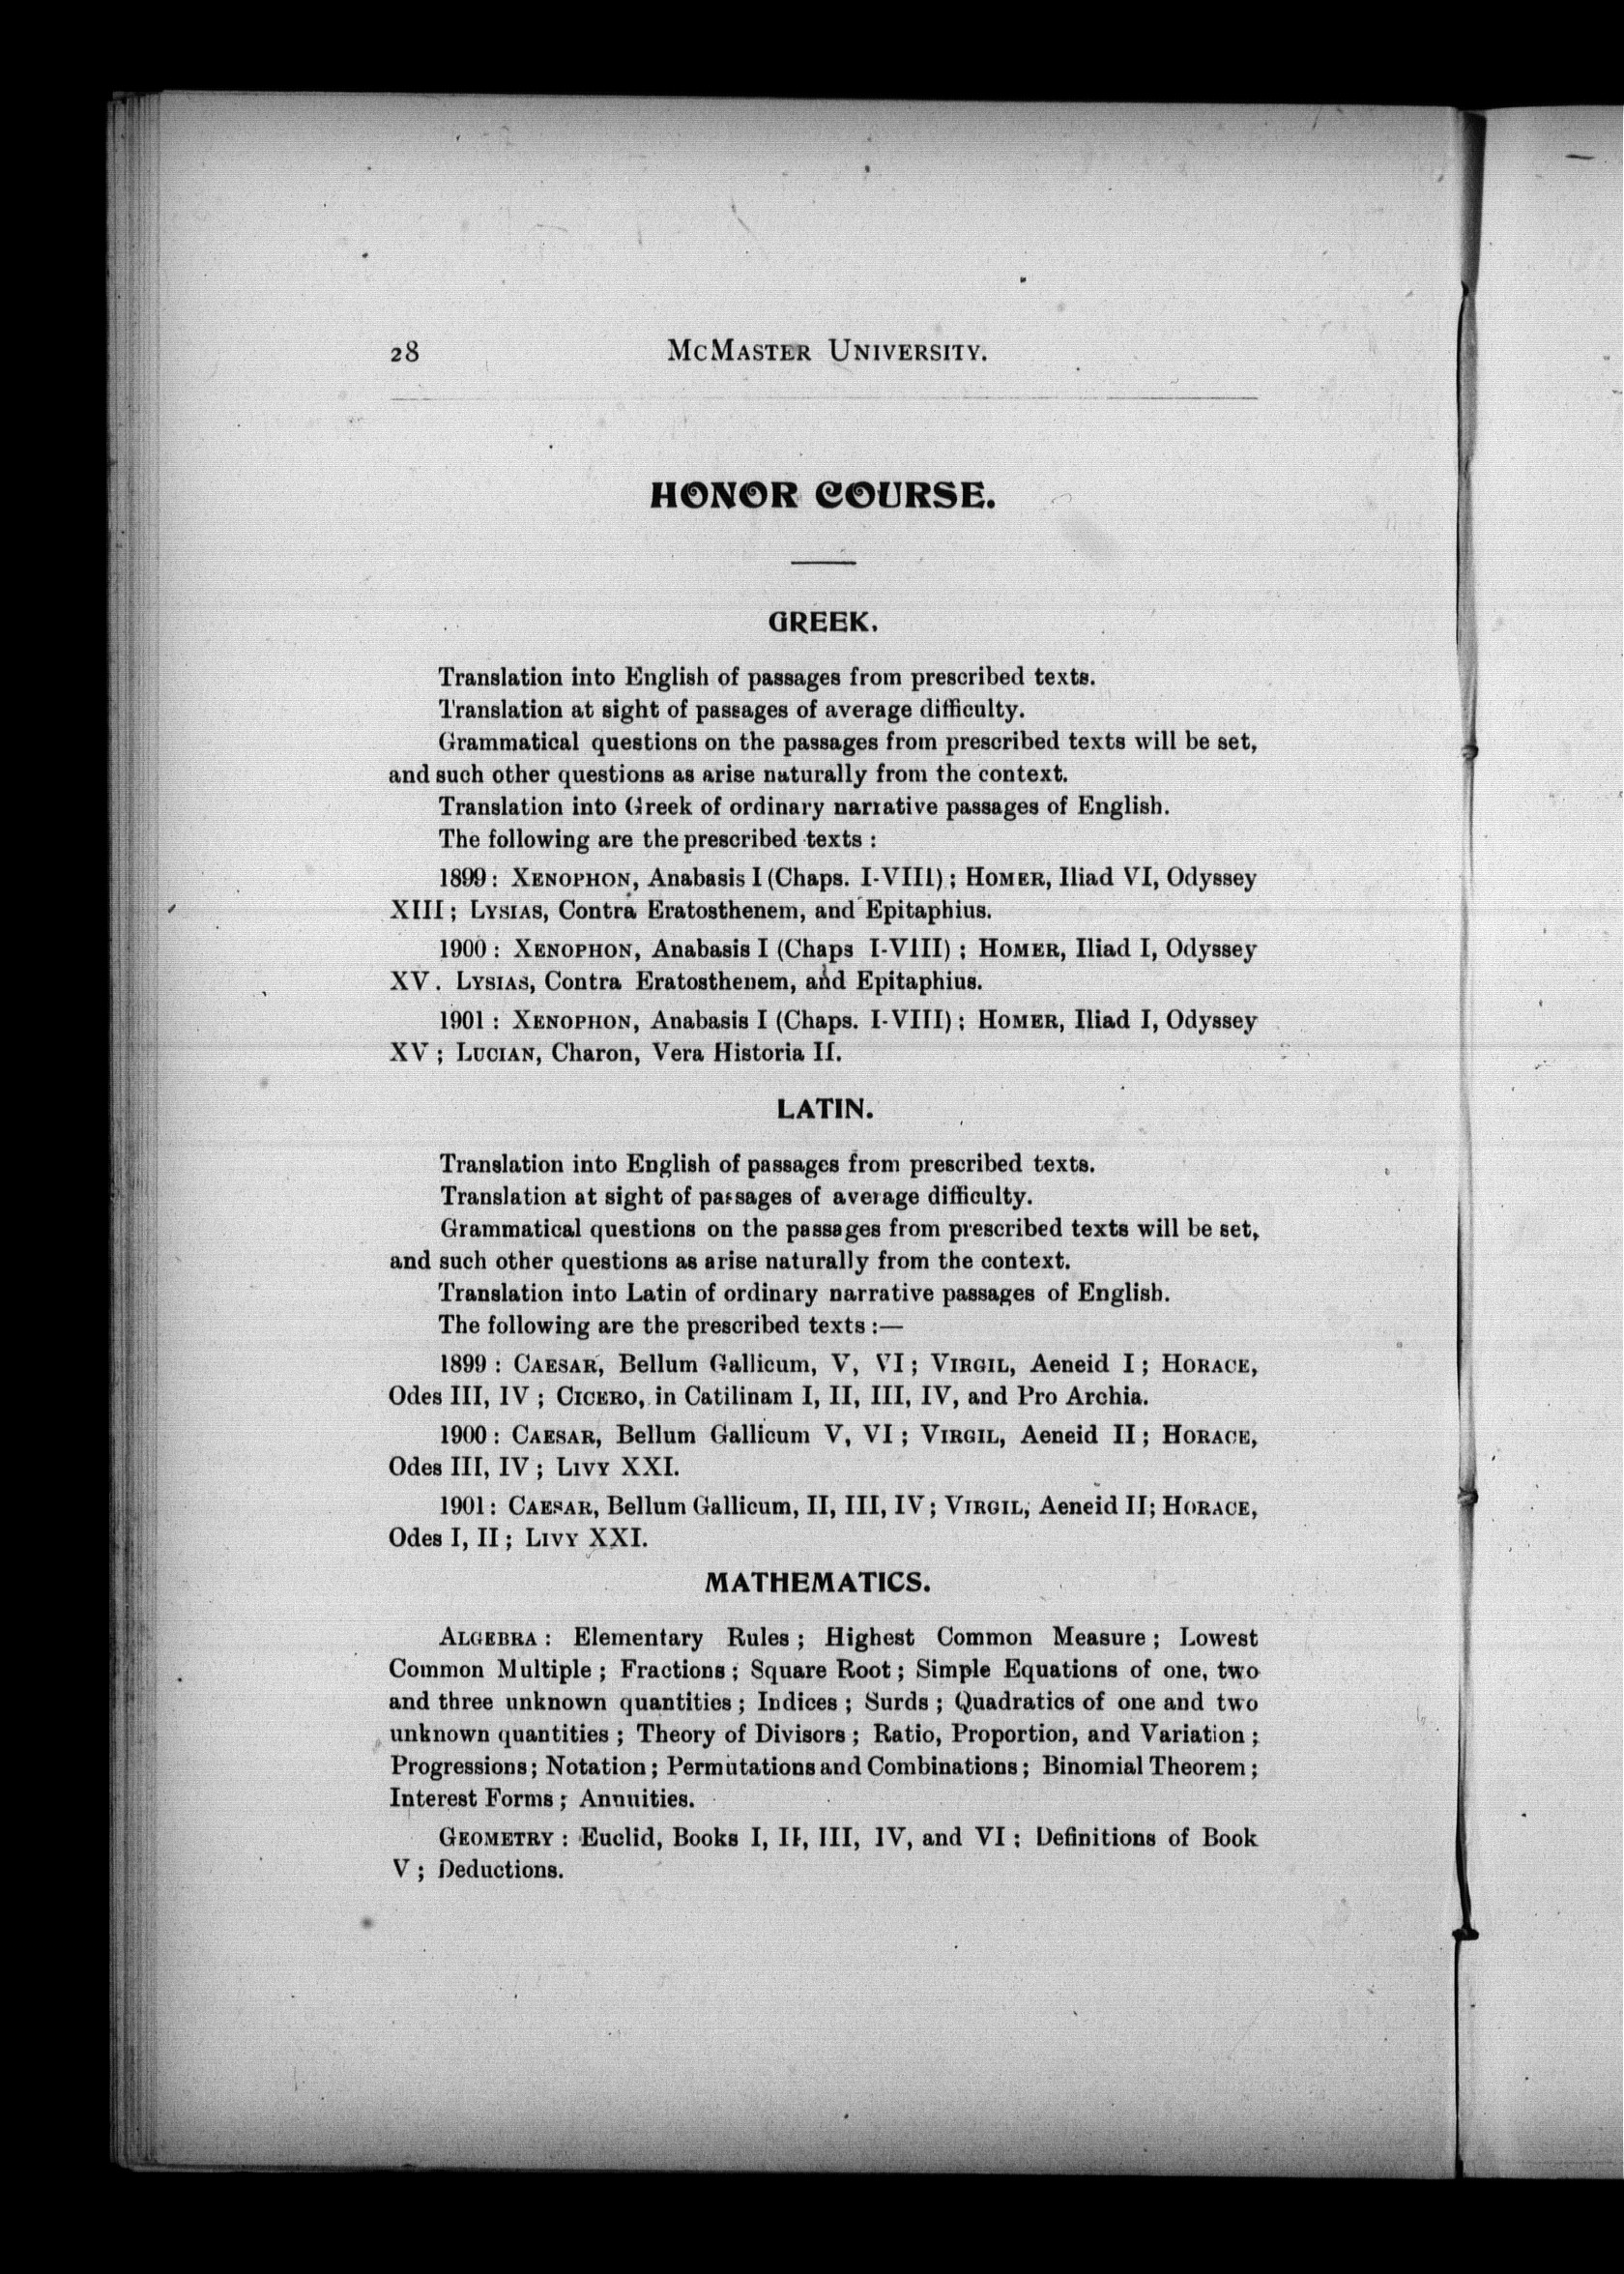 28 McMaster University.
HONOR COURSE.
GREEK.
Translation into English of passages from prescribed texts.
Translation at sight of passages of average difficulty.
Grammatical questions on the passages from prescribed texts will be set,
and such other questions as arise naturally from the context.
Translation into Greek of ordinary narrative passages of English.
The following are the prescribed texts :
1899 : Xenophon, Anabasis I (Chaps. I-VIII) ; Homer, Iliad VI, Odyssey
XIII ; Lysias, Contra Eratosthenem, and Epitaphius.
1900 : Xenophon, Anabasis I (Chaps I-VIII) ; Homer, Iliad I, Odyssey
XV. Lysias, Contra Eratosthenem, and Epitaphius.
1901 : Xenophon, Anabasis I (Chaps. I-VIII) ; Homer, Iliad I, Odyssey
XV ; Lucian, Charon, Vera Historia II.
LATIN.
Translation into English of passages from prescribed texts.
Translation at sight of passages of average difficulty.
Grammatical questions on the passages from prescribed texts will be set,
and such other questions as arise naturally from the context.
Translation into Latin of ordinary narrative passages of English.
The following are the prescribed texts :—
1899 : Caesar, Bellum Gallicum, V, VI ; Virgil, Aeneid I ; Horace,
Odes III, IV ; Cicero, in Catilinam I, II, III, IV, and Pro Archia.
1900 : Caesar, Bellum Gallicum V, VI ; Virgil, Aeneid II ; Horace,
Odes III, IV ; Livy XXI.
1901 : Caesar, Bellum Gallicum, II, III, IV ; Virgil, Aeneid II; Horace,
Odes I, II ; Livy XXI.
MATHEMATICS.
Algebra : Elementary Rules ; Highest Common Measure ; Lowest
Common Multiple ; Fractions ; Square Root ; Simple Equations of one, two
and three unknown quantities ; Indices ; Surds ; Quadratics of one and two
unknown quantities ; Theory of Divisors ; Ratio, Proportion, and Variation ;
Progressions ; Notation ; Permutations and Combinations ; Binomial Theorem ;
Interest Forms ; Annuities.
Geometry : Euclid, Books I, II, III, IV, and VI ; Definitions of Book
V ; Deductions.